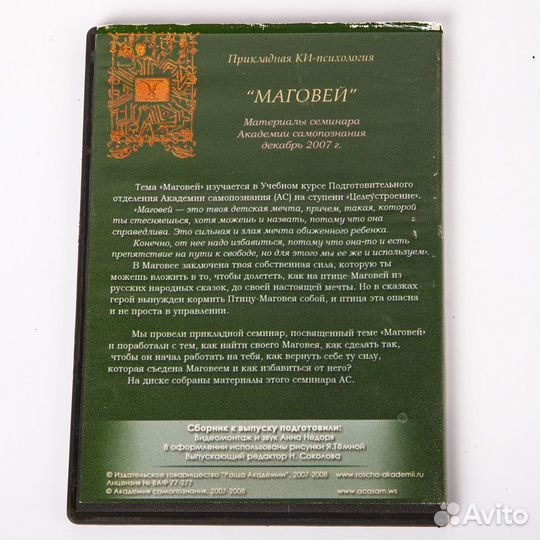 Прикладная КИ-психология
“МАГОВЕЙ”
Материалы семинара
Академии самопознания
декабрь 2007 г.
Тема «Маговей» изучается в Учебном курсе Подготовительного
отделения Академии самопознания (АС) на ступени «Целеустроение».
«Маговей — это твоя детская мечта, причем, такая, которой
ты стесняешься, хотя можешь и назвать, потому что она
справедлива. Это сильная и злая мечта обиженного ребенка.
Конечно, от нее надо избавиться, потому что она-то и есть
препятствие на пути к свободе, но для этого мы ее же и используем».
В Маговее заключена твоя собственная сила, которую ты
можешь вложить в то, чтобы долететь, как на птице-Маговей из
русских народных сказок, до своей настоящей мечты. Но в сказках
герой вынужден кормить Птицу-Маговея собой, и птица эта опасна
и не проста в управлении.
Мы провели прикладной семинар, посвященный теме «Маговей»
и поработали с тем, как найти своего Маговея, как сделать так,
чтобы он начал работать на тебя, как вернуть себе ту силу,
которая съедена Маговеем и как избавиться от него?
На диске собраны материалы этого семинара АС.
Сборник к выпуску подготовили:
Видеомонтаж и звук Анна Недоря
В оформлении использованы рисунки Я.Тёмной
Выпускающий редактор Н. Соколова
© Издательское товарищество "Роща Академии", 2007-2008 www.roscha-akademii.ru
Лицензия № ВАФ 77-277
© Академия самопознания, 2007-2008 www.acasam.ws
Avito